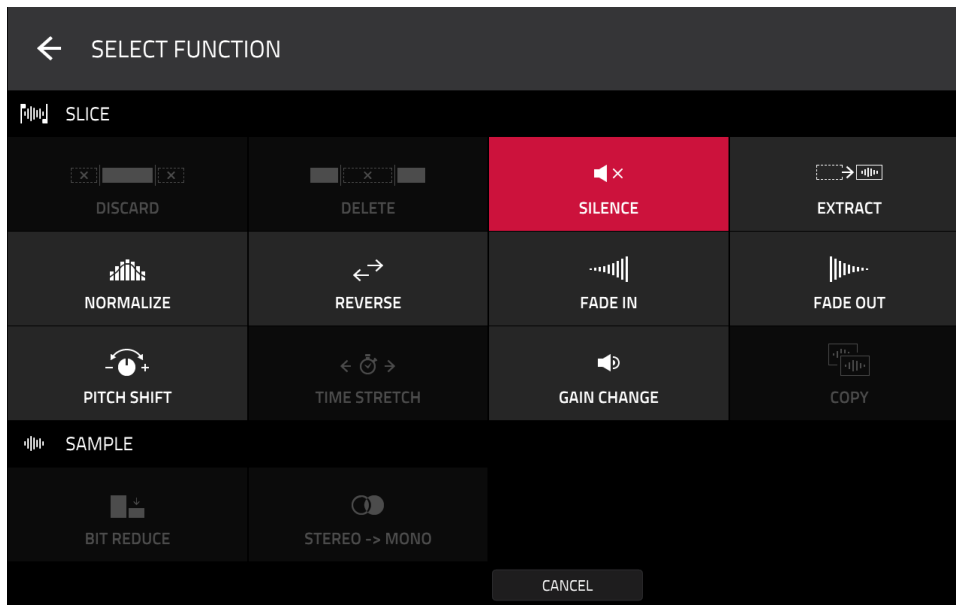 SELECT FUNCTION
SLICE
DISCARD
DELETE
SILENCE
EXTRACT
NORMALIZE
REVERSE
FADE IN
FADE OUT
PITCH SHIFT
TIME STRETCH
GAIN CHANGE
COPY
SAMPLE
BIT REDUCE
STEREO -> MONO
CANCEL